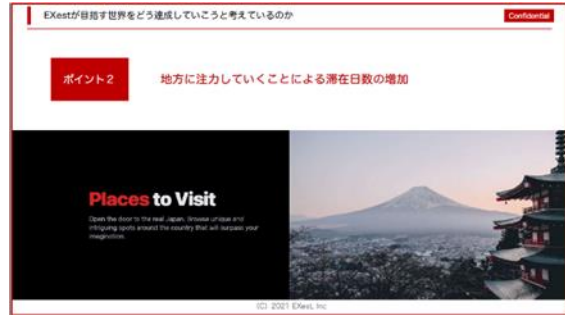 EXestが目指す世界をどう達成していこうと考えているのか
Confidential
ポイント2
地方に注力していくことによる滞在日数の増加
Places to Visit
Open the door to the real Japan. Browse unique and
intriguing spots around the country that will surpass your
imagination.
(C) 2021 EXest, Inc